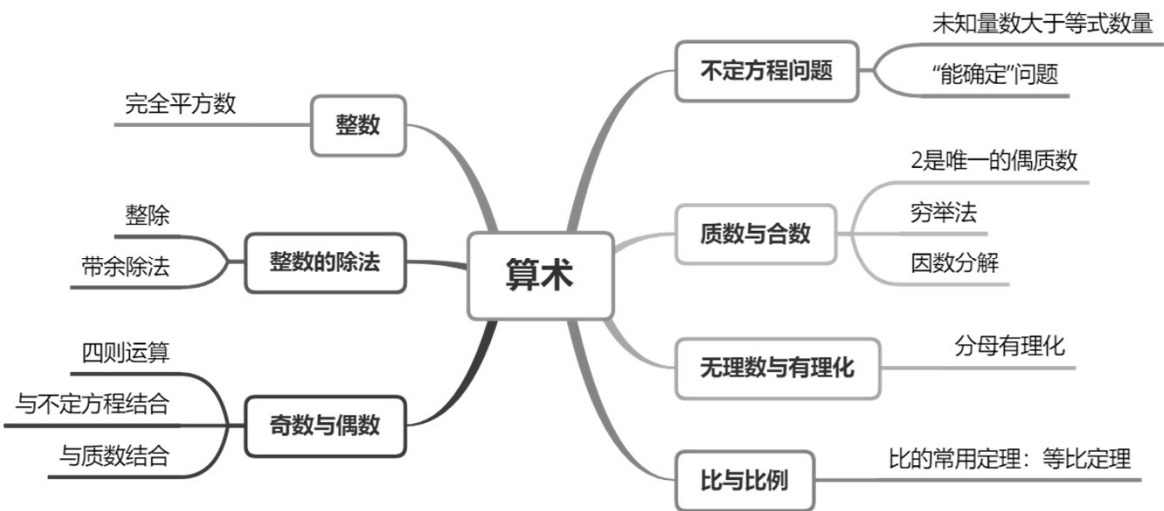 算术
整数
完全平方数
整数的除法
整除
带余除法
奇数与偶数
四则运算
与不定方程结合
与质数结合
不定方程问题
未知量数大于等式数量
“能确定”问题
质数与合数
2是唯一的偶质数
穷举法
因数分解
无理数与有理化
分母有理化
比与比例
比的常用定理：等比定理